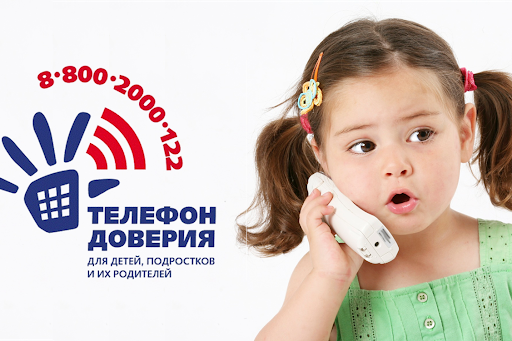 8·800·2000·122
ТЕЛЕФОН
ДОВЕРИЯ
ДЛЯ ДЕТЕЙ, ПОДРОСТКОВ
И ИХ РОДИТЕЛЕЙ